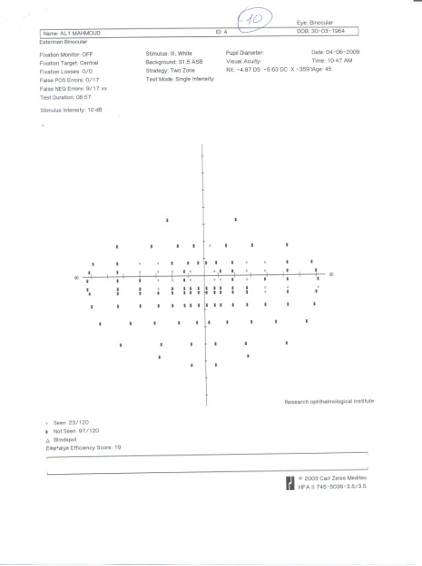 10
Eye: Binocular
Name: ALY MAHMOUD ID: 4 DOB: 30-03-1964
Esterman Binocular
Fixation Monitor: OFF Stimulus: III, White Pupil Diameter: Date: 04-06-2009
Fixation Target: Central Background: 31.5 ASB Visual Acuity: Time: 10:47 AM
Fixation Losses: 0/0 Strategy: Two Zone RX: -4.87 DS -5.63 DC X Age: 45
False POS Errors: 0/17 Test Mode: Single Intensity
False NEG Errors: 9/17 xx
Test Duration: 08:57
Stimulus Intensity: 10 dB
Research ophthalmological institute
Seen 23/120
Not Seen 97/120
△ Blindspot
Efficiency Score: 19
© 2003 Carl Zeiss Meditec
HFA II 745-5036-3.5/3.5